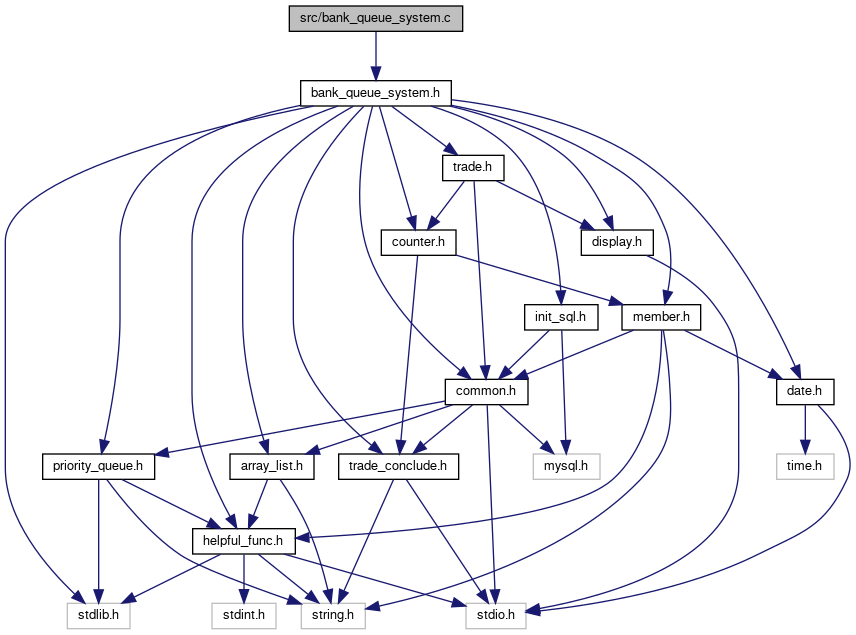 src/bank_queue_system.c
bank_queue_system.h
trade.h
counter.h
display.h
init_sql.h
member.h
common.h
date.h
priority_queue.h
array_list.h
trade_conclude.h
mysql.h
time.h
helpful_func.h
stdlib.h
stdint.h
string.h
stdio.h